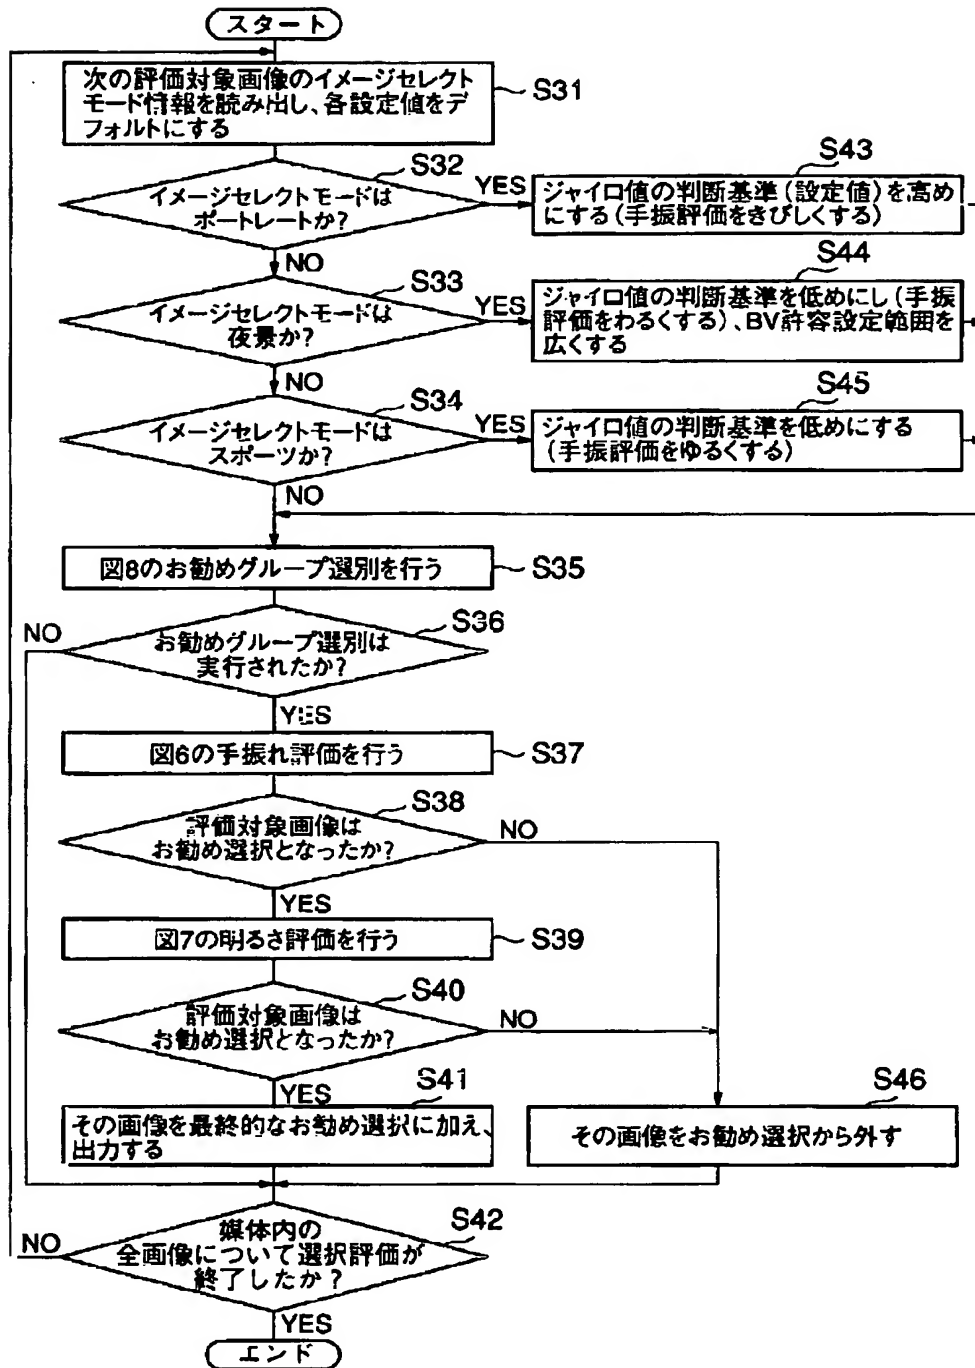 スタート
次の評価対象画像のイメージセレクト
モード情報を読み出し、各設定値をデ
フォルトにする
S31
S32
イメージセレクトモードは
ポートレートか?
YES
NO
S43
ジャイロ値の判断基準(設定値)を高め
にする(手振評価をきびしくする)
S33
イメージセレクトモードは
夜景か?
YES
NO
S44
ジャイロ値の判断基準を低めにし(手振
評価をわるくする)、BV許容設定範囲を
広くする
S34
イメージセレクトモードは
スポーツか?
YES
NO
S45
ジャイロ値の判断基準を低めにする
(手振評価をゆるくする)
図8のお勧めグループ選別を行う
S35
S36
お勧めグループ選別は
実行されたか?
NO
YES
図6の手振れ評価を行う
S37
S38
評価対象画像は
お勧め選択となったか?
NO
YES
図7の明るさ評価を行う
S39
S40
評価対象画像は
お勧め選択となったか?
NO
YES
S41
その画像を最終的なお勧め選択に加え、
出力する
S46
その画像をお勧め選択から外す
S42
媒体内の
全画像について選択評価が
終了したか?
NO
YES
エンド